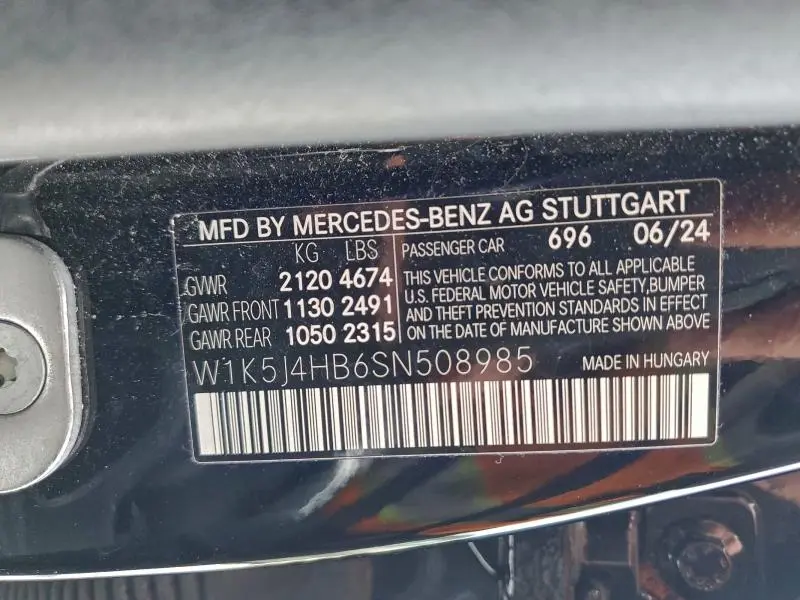 MFD BY MERCEDES-BENZ AG STUTTGART
KG LBS PASSENGER CAR 696 06/24
GVWR 2120 4674
GAWR FRONT 1130 2491
GAWR REAR 1050 2315
THIS VEHICLE CONFORMS TO ALL APPLICABLE
U.S. FEDERAL MOTOR VEHICLE SAFETY,BUMPER
AND THEFT PREVENTION STANDARDS IN EFFECT
ON THE DATE OF MANUFACTURE SHOWN ABOVE
W1K5J4HB6SN508985 MADE IN HUNGARY